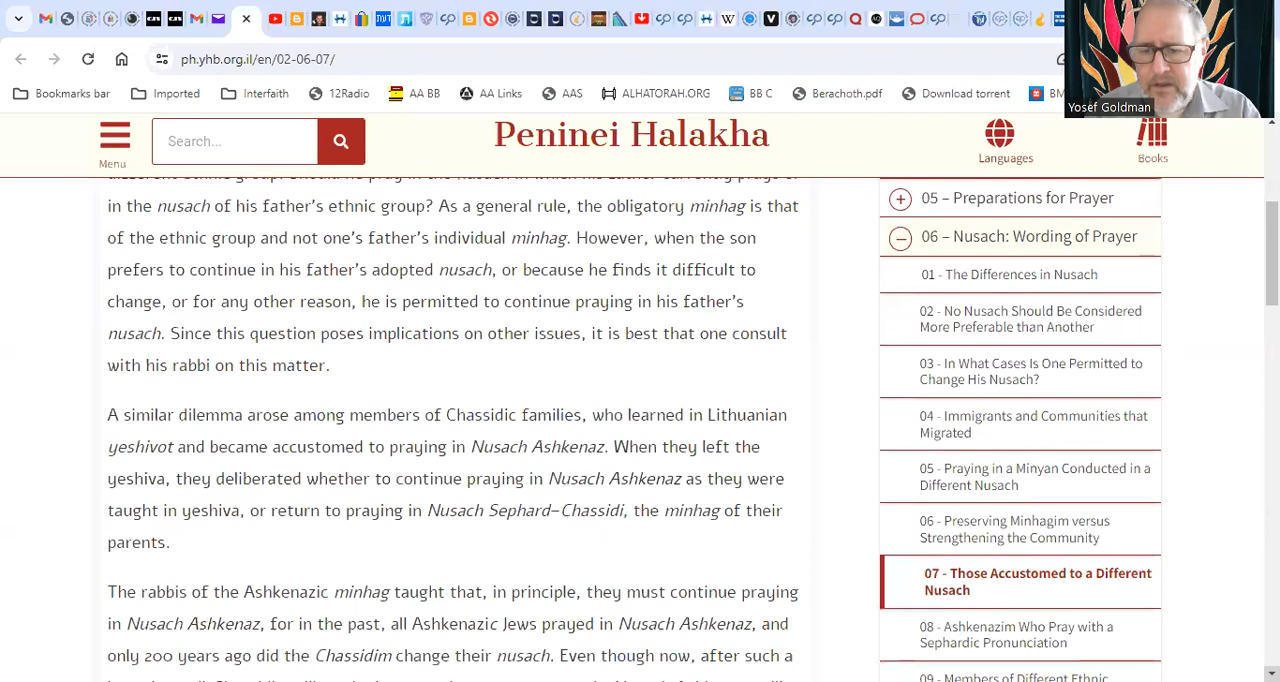 ph.yhb.org.il/en/02-06-07/
Bookmarks bar
Imported
Interfaith
12Radio
AA BB
AA Links
AAS
ALHATORAH.ORG
BB C
Berachoth.pdf
Download torrent
BM
Yosef Goldman
Menu
Search...
Peninei Halakha
Languages
Books
in the nusach of his father's ethnic group? As a general rule, the obligatory minhag is that
of the ethnic group and not one's father's individual minhag. However, when the son
prefers to continue in his father's adopted nusach, or because he finds it difficult to
change, or for any other reason, he is permitted to continue praying in his father's
nusach. Since this question poses implications on other issues, it is best that one consult
with his rabbi on this matter.
A similar dilemma arose among members of Chassidic families, who learned in Lithuanian
yeshivot and became accustomed to praying in Nusach Ashkenaz. When they left the
yeshiva, they deliberated whether to continue praying in Nusach Ashkenaz as they were
taught in yeshiva, or return to praying in Nusach Sephard–Chassidi, the minhag of their
parents.
The rabbis of the Ashkenazic minhag taught that, in principle, they must continue praying
in Nusach Ashkenaz, for in the past, all Ashkenazic Jews prayed in Nusach Ashkenaz, and
only 200 years ago did the Chassidim change their nusach. Even though now, after such a
05 – Preparations for Prayer
06 – Nusach: Wording of Prayer
01 - The Differences in Nusach
02 - No Nusach Should Be Considered
More Preferable than Another
03 - In What Cases Is One Permitted to
Change His Nusach?
04 - Immigrants and Communities that
Migrated
05 - Praying in a Minyan Conducted in a
Different Nusach
06 - Preserving Minhagim versus
Strengthening the Community
07 - Those Accustomed to a Different
Nusach
08 - Ashkenazim Who Pray with a
Sephardic Pronunciation
09 - Members of Different Ethnic